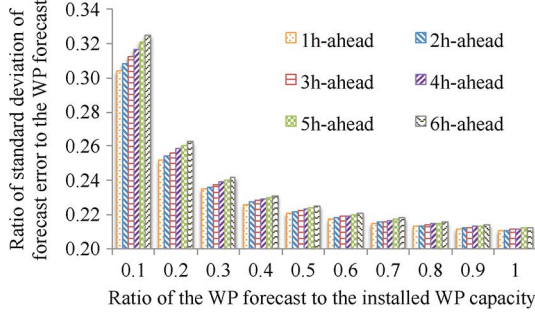 Ratio of standard deviation of
forecast error to the WP forecast
0.34
0.32
0.30
0.28
0.26
0.24
0.22
0.20
1h-ahead 2h-ahead
3h-ahead 4h-ahead
5h-ahead 6h-ahead
0.1 0.2 0.3 0.4 0.5 0.6 0.7 0.8 0.9 1
Ratio of the WP forecast to the installed WP capacity